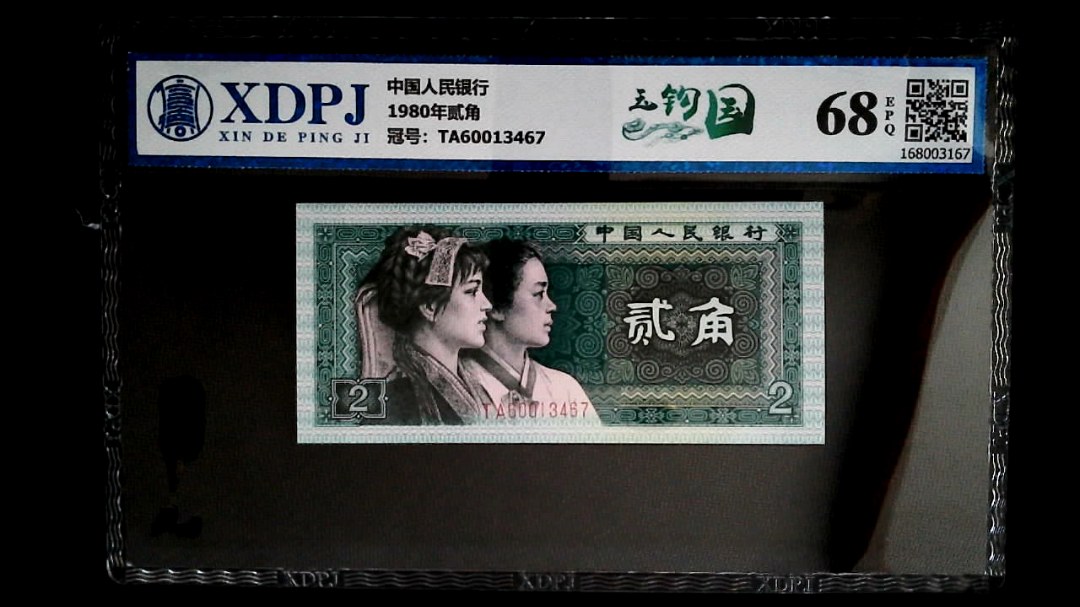 XDPJ
XIN DE PING JI
中国人民银行
1980年贰角
冠号：TA60013467
玉钩国
68 EPQ
168003167
中国人民银行
贰角
2
TA60013467
2
XDPJ XDPJ XDPJ